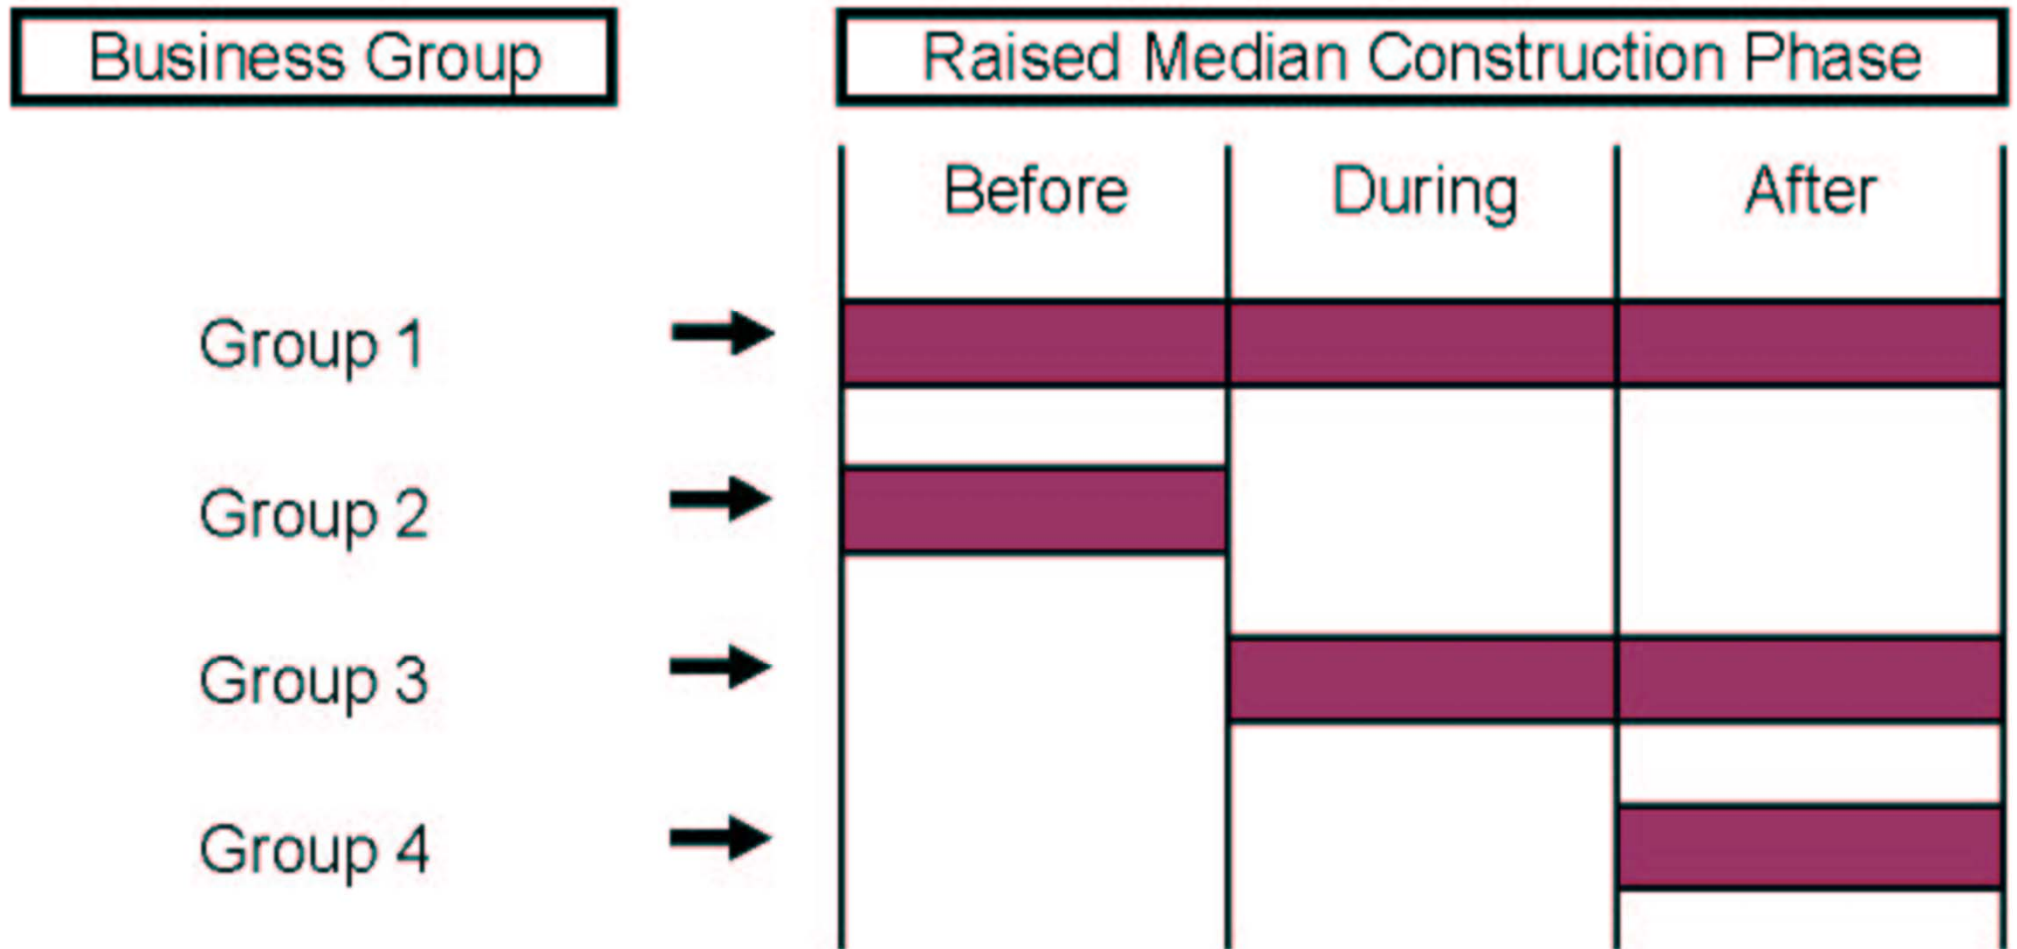 Business Group
Raised Median Construction Phase
Before
During
After
Group 1
Group 2
Group 3
Group 4